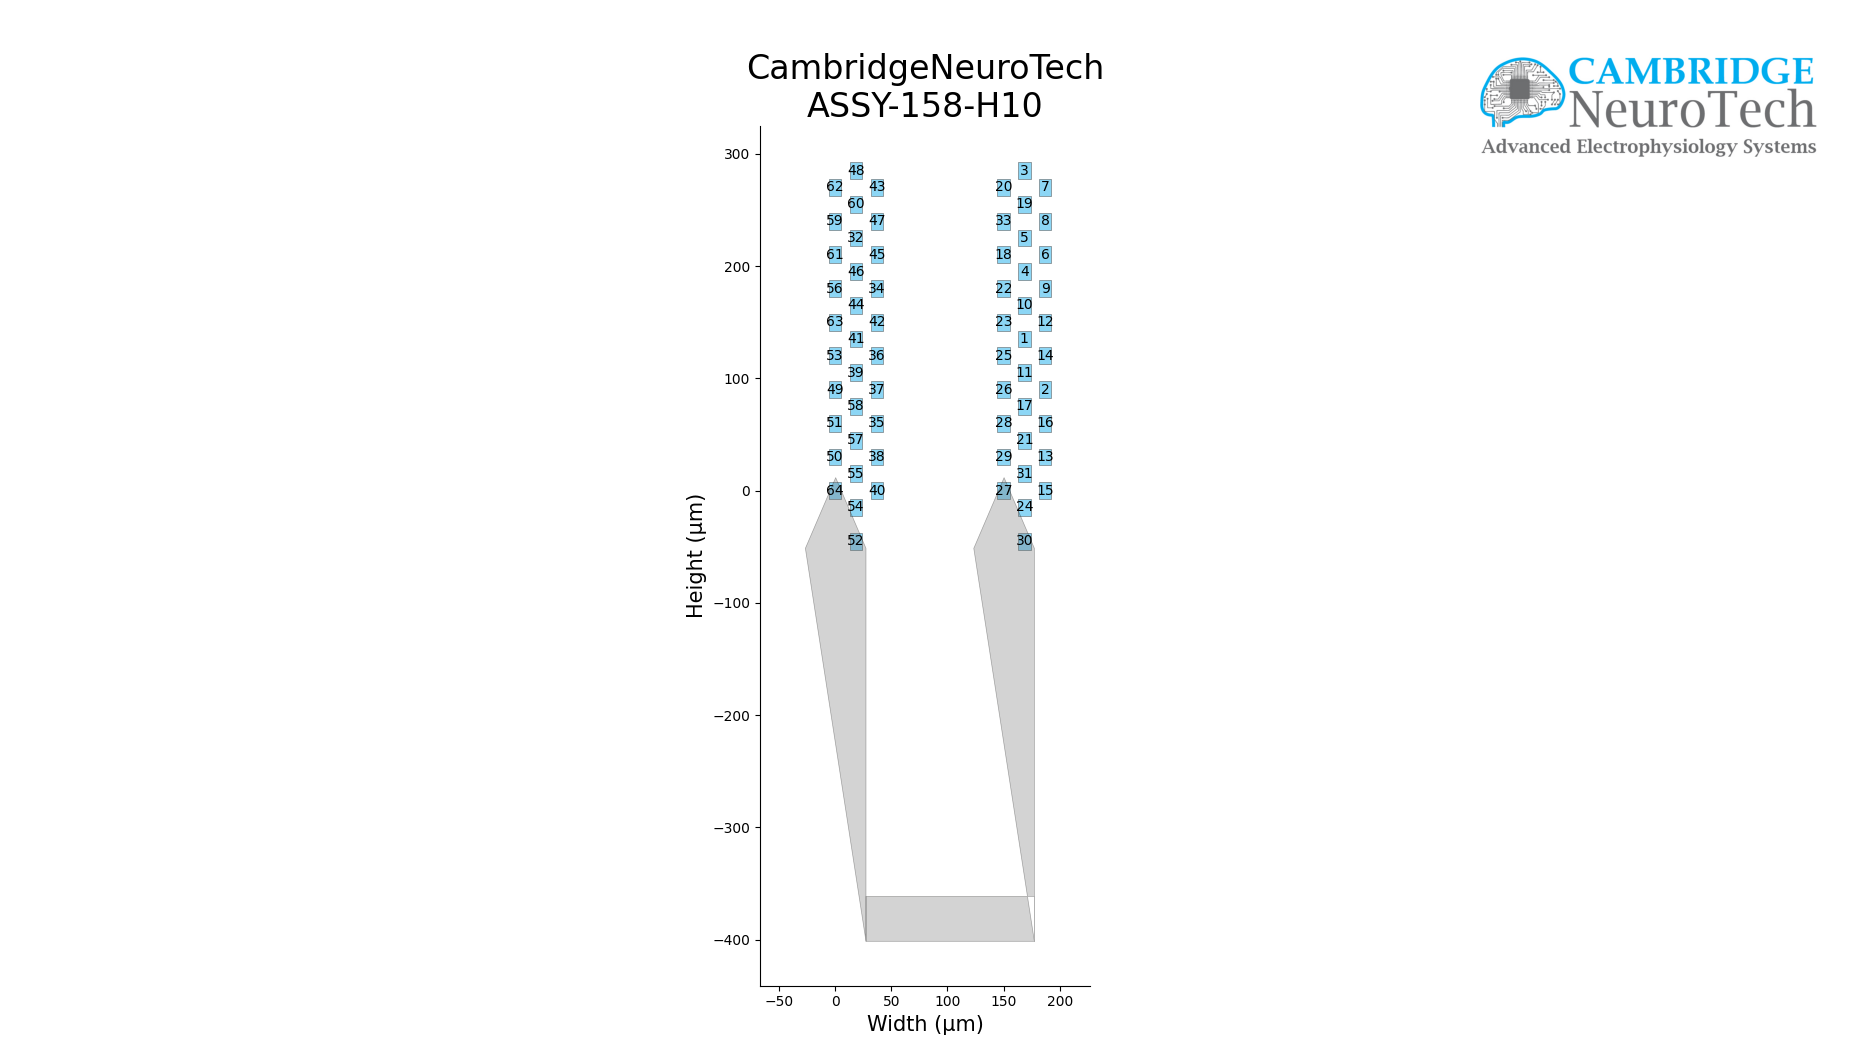 CambridgeNeuroTech
ASSY-158-H10
CAMBRIDGE
NeuroTech
Advanced Electrophysiology Systems
300
48 3
62 43 20 7
60 19
59 47 33 8
32 5
61 45 18 6
200
46 4
56 34 22 9
44 10
63 42 23 12
41 1
53 36 25 14
39 11
100
49 37 26 2
58 17
51 35 28 16
57 21
50 38 29 13
55 31
0
64 40 27 15
54 24
52 30
−100
−200
−300
−400
Height (μm)
−50 0 50 100 150 200
Width (μm)